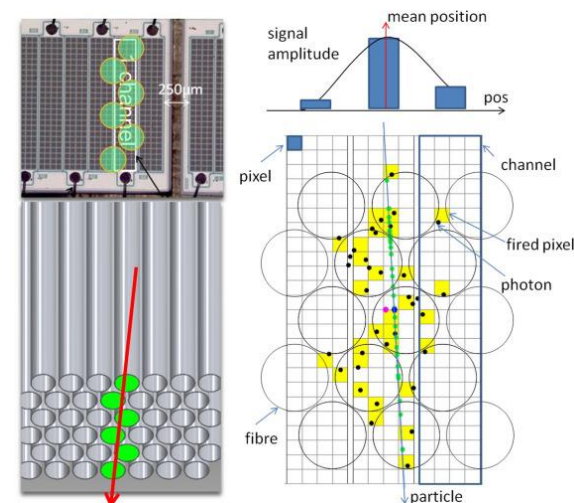 channel
250μm
mean position
signal
amplitude
pos
pixel
channel
fired pixel
photon
fibre
particle